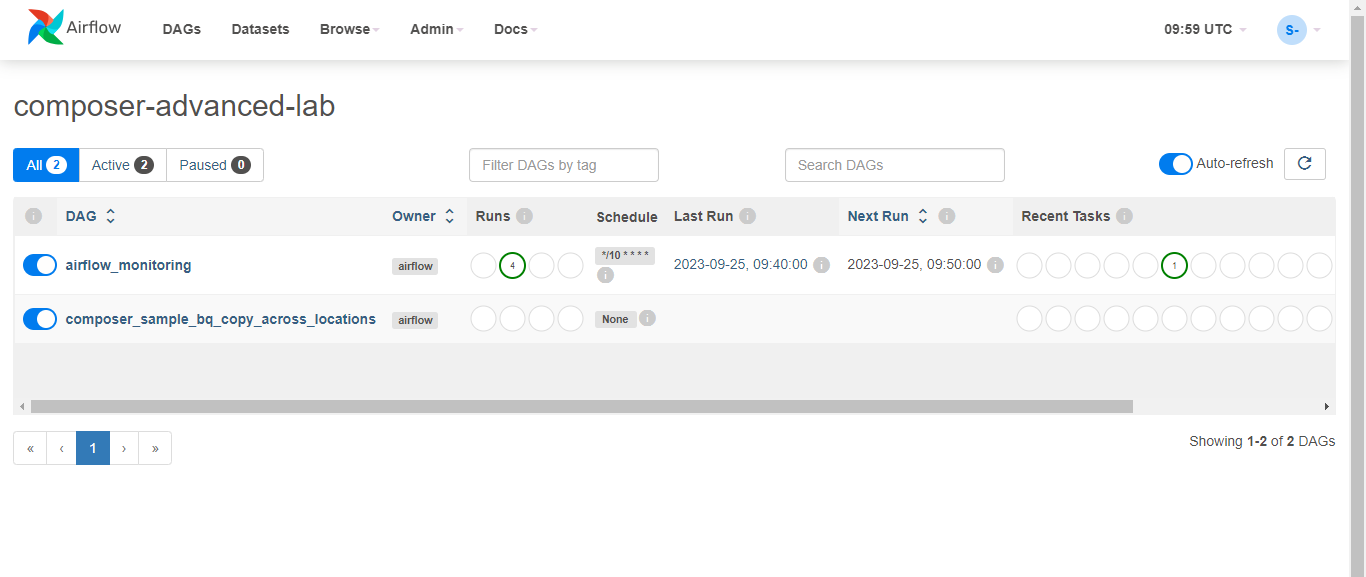 Airflow DAGs Datasets Browse Admin Docs 09:59 UTC S-
composer-advanced-lab
All 2 Active 2 Paused 0 Filter DAGs by tag Search DAGs Auto-refresh
i DAG Owner Runs i Schedule Last Run i Next Run i Recent Tasks i
airflow_monitoring airflow 4 */10 * * * * i 2023-09-25, 09:40:00 i 2023-09-25, 09:50:00 i 1
composer_sample_bq_copy_across_locations airflow None i
« ‹ 1 › » Showing 1-2 of 2 DAGs